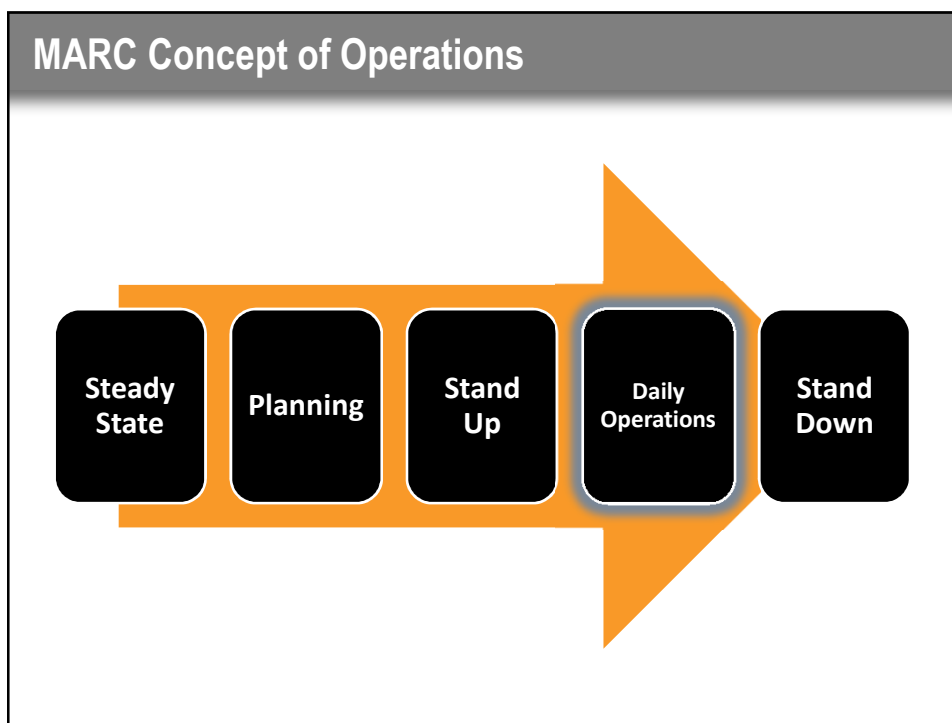 MARC Concept of Operations
Steady
State
Planning
Stand
Up
Daily
Operations
Stand
Down